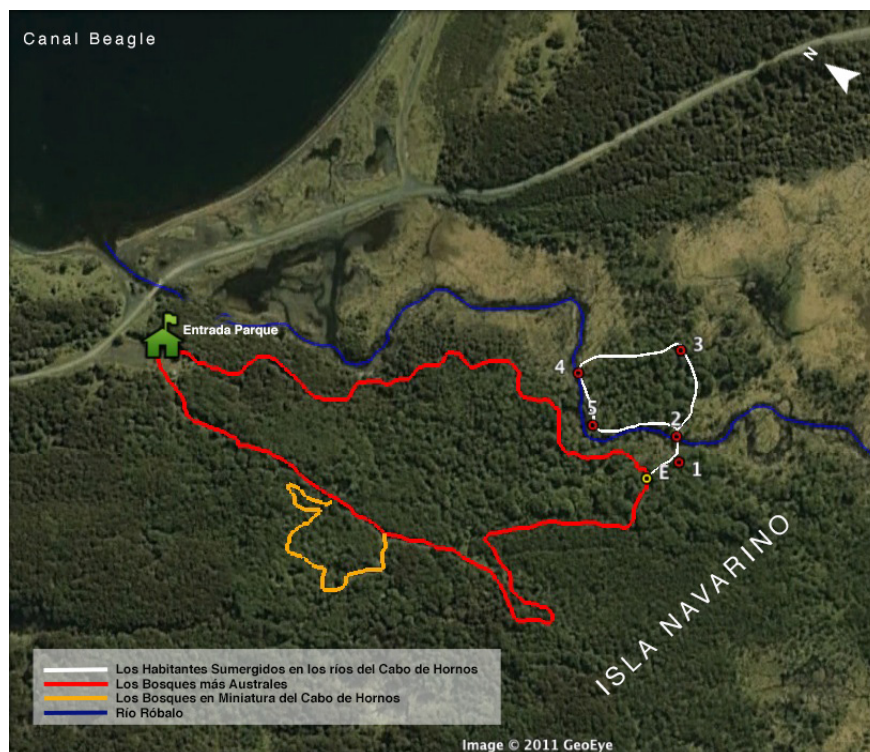 Canal Beagle
N
Entrada Parque
3
4
5
2
E
1
ISLA NAVARINO
Los Habitantes Sumergidos en los ríos del Cabo de Hornos
Los Bosques más Australes
Los Bosques en Miniatura del Cabo de Hornos
Río Róbalo
Image © 2011 GeoEye